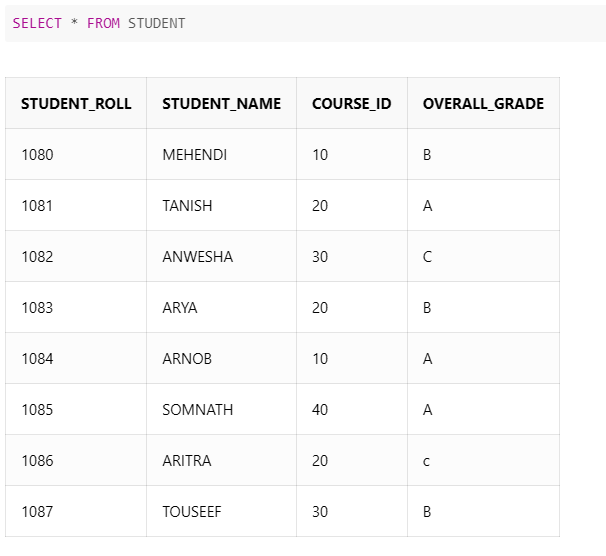 SELECT * FROM STUDENT
STUDENT_ROLL STUDENT_NAME COURSE_ID OVERALL_GRADE
1080 MEHENDI 10 B
1081 TANISH 20 A
1082 ANWESHA 30 C
1083 ARYA 20 B
1084 ARNOB 10 A
1085 SOMNATH 40 A
1086 ARITRA 20 c
1087 TOUSEEF 30 B